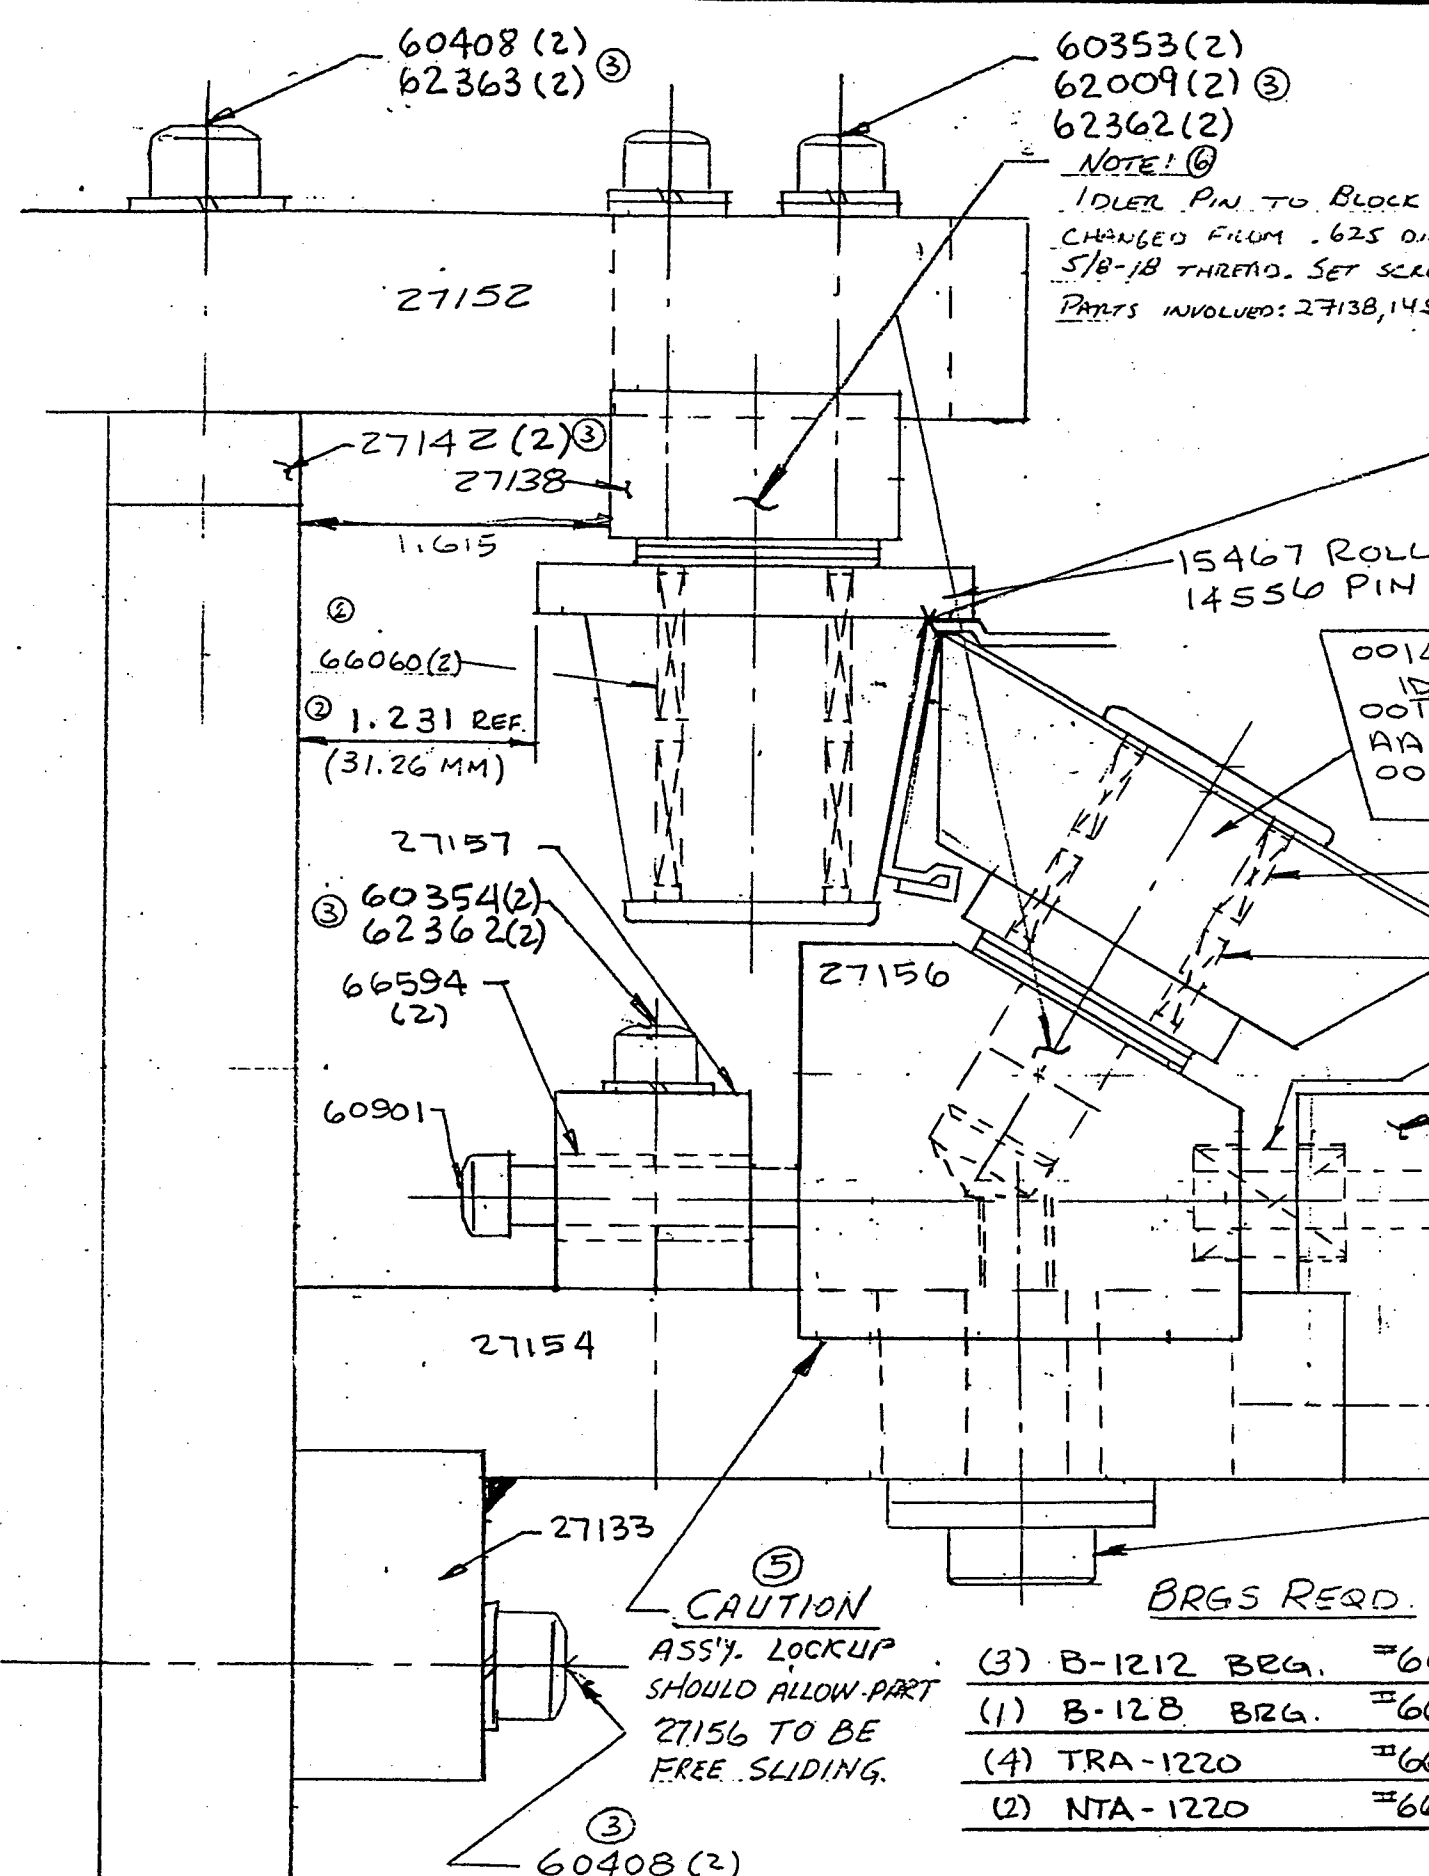 60408 (2)
62363 (2) ③
60353 (2)
62009 (2) ③
62362 (2)
NOTE! ⑥
IDLER PIN TO BLOCK
CHANGED FROM .625
5/8-18 THREAD. SET
PARTS INVOLVED: 27138,
27152
27142 (2) ③
27138
1.615
15467 ROLL
14556 PIN
②
66060 (2)
② 1.231 REF.
(31.26 MM)
27157
③ 60354 (2)
62362 (2)
66594
(2)
27156
60901
27154
27133
⑤
CAUTION
ASS'Y. LOCKUP
SHOULD ALLOW PART
27156 TO BE
FREE SLIDING.
③
60408 (2)
BRGS REQD.
(3) B-1212 BRG.
(1) B-128 BRG.
(4) TRA-1220
(2) NTA-1220